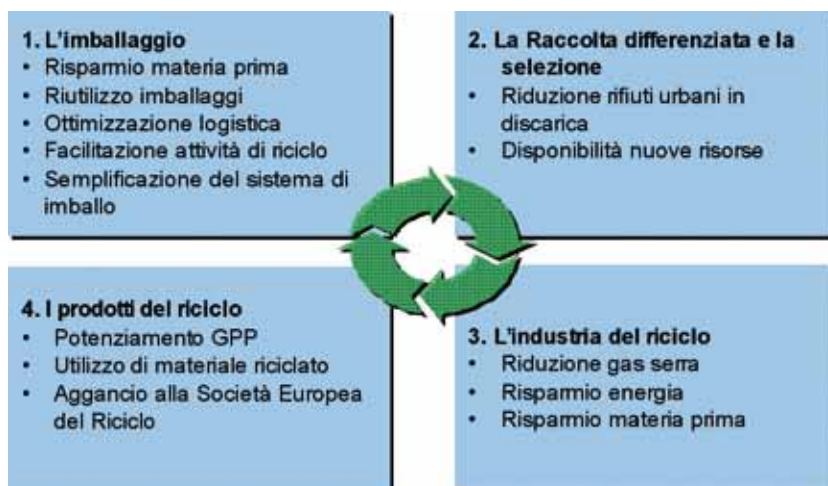 1. L'imballaggio
• Risparmio materia prima
• Riutilizzo imballaggi
• Ottimizzazione logistica
• Facilitazione attività di riciclo
• Semplificazione del sistema di
imballo
2. La Raccolta differenziata e la
selezione
• Riduzione rifiuti urbani in
discarica
• Disponibilità nuove risorse
3. L'industria del riciclo
• Riduzione gas serra
• Risparmio energia
• Risparmio materia prima
4. I prodotti del riciclo
• Potenziamento GPP
• Utilizzo di materiale riciclato
• Aggancio alla Società Europea
del Riciclo